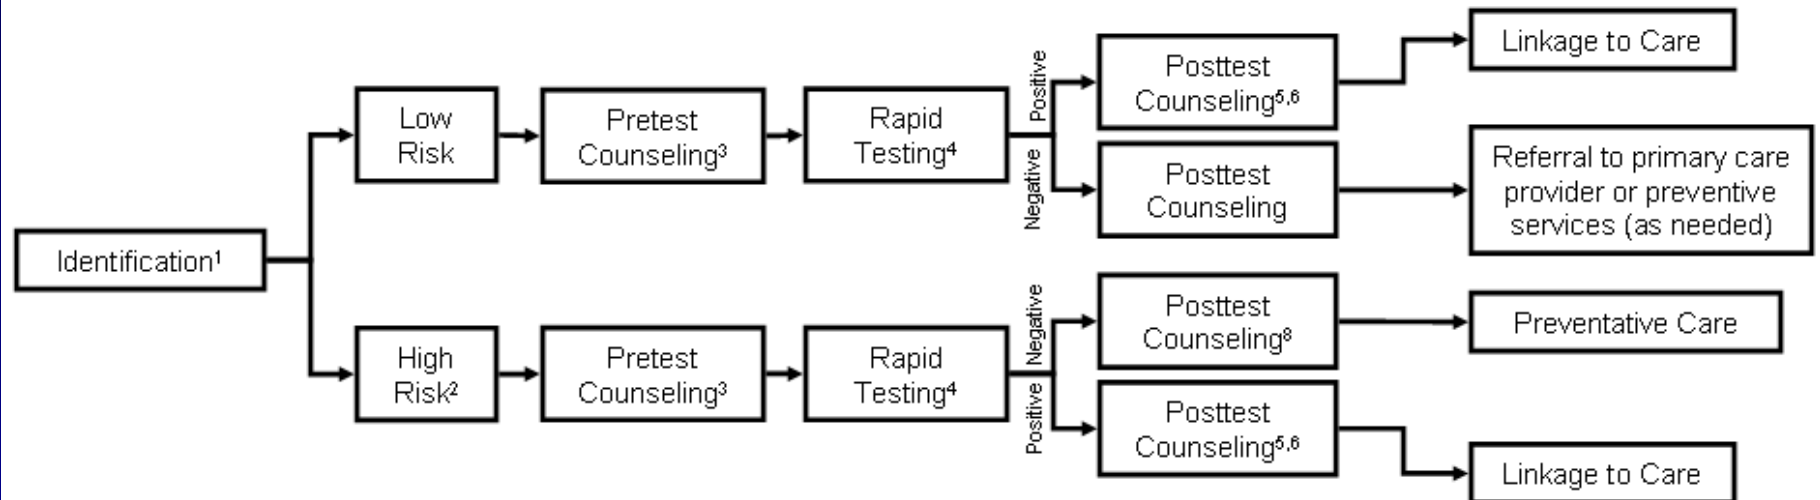 Identification¹
Low
Risk
Pretest
Counseling³
Rapid
Testing⁴
Positive
Negative
Posttest
Counseling⁵,⁶
Linkage to Care
Posttest
Counseling
Referral to primary care
provider or preventive
services (as needed)
High
Risk²
Pretest
Counseling³
Rapid
Testing⁴
Negative
Positive
Posttest
Counseling⁸
Preventative Care
Posttest
Counseling⁵,⁶
Linkage to Care